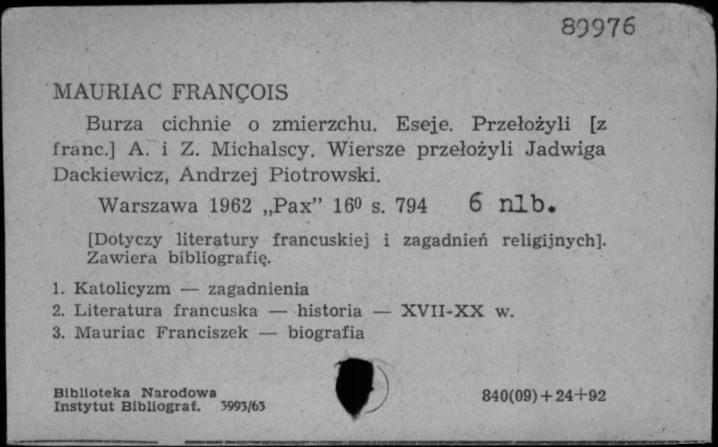 89976
MAURIAC FRANÇOIS
Burza cichnie o zmierzchu. Eseje. Przełożyli [z
franc.] A. i Z. Michalscy. Wiersze przełożyli Jadwiga
Dackiewicz, Andrzej Piotrowski.
Warszawa 1962 „Pax” 16⁰ s. 794 6 nlb.
[Dotyczy literatury francuskiej i zagadnień religijnych].
Zawiera bibliografię.
1. Katolicyzm — zagadnienia
2. Literatura francuska — historia — XVII-XX w.
3. Mauriac Franciszek — biografia
Biblioteka Narodowa
Instytut Bibliograf. 3993/63 840(09)+24+92